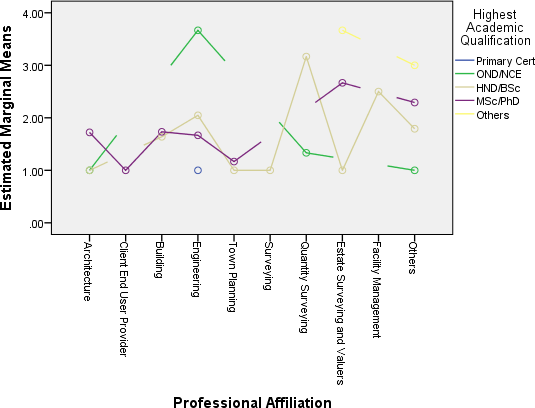 4.00
3.00
2.00
1.00
.00
Estimated Marginal Means
Architecture
Client End User Provider
Building
Engineering
Town Planning
Surveying
Quantity Surveying
Estate Surveying and Valuers
Facility Management
Others
Professional Affiliation
Highest
Academic
Qualification
Primary Cert
OND/NCE
HND/BSc
MSc/PhD
Others